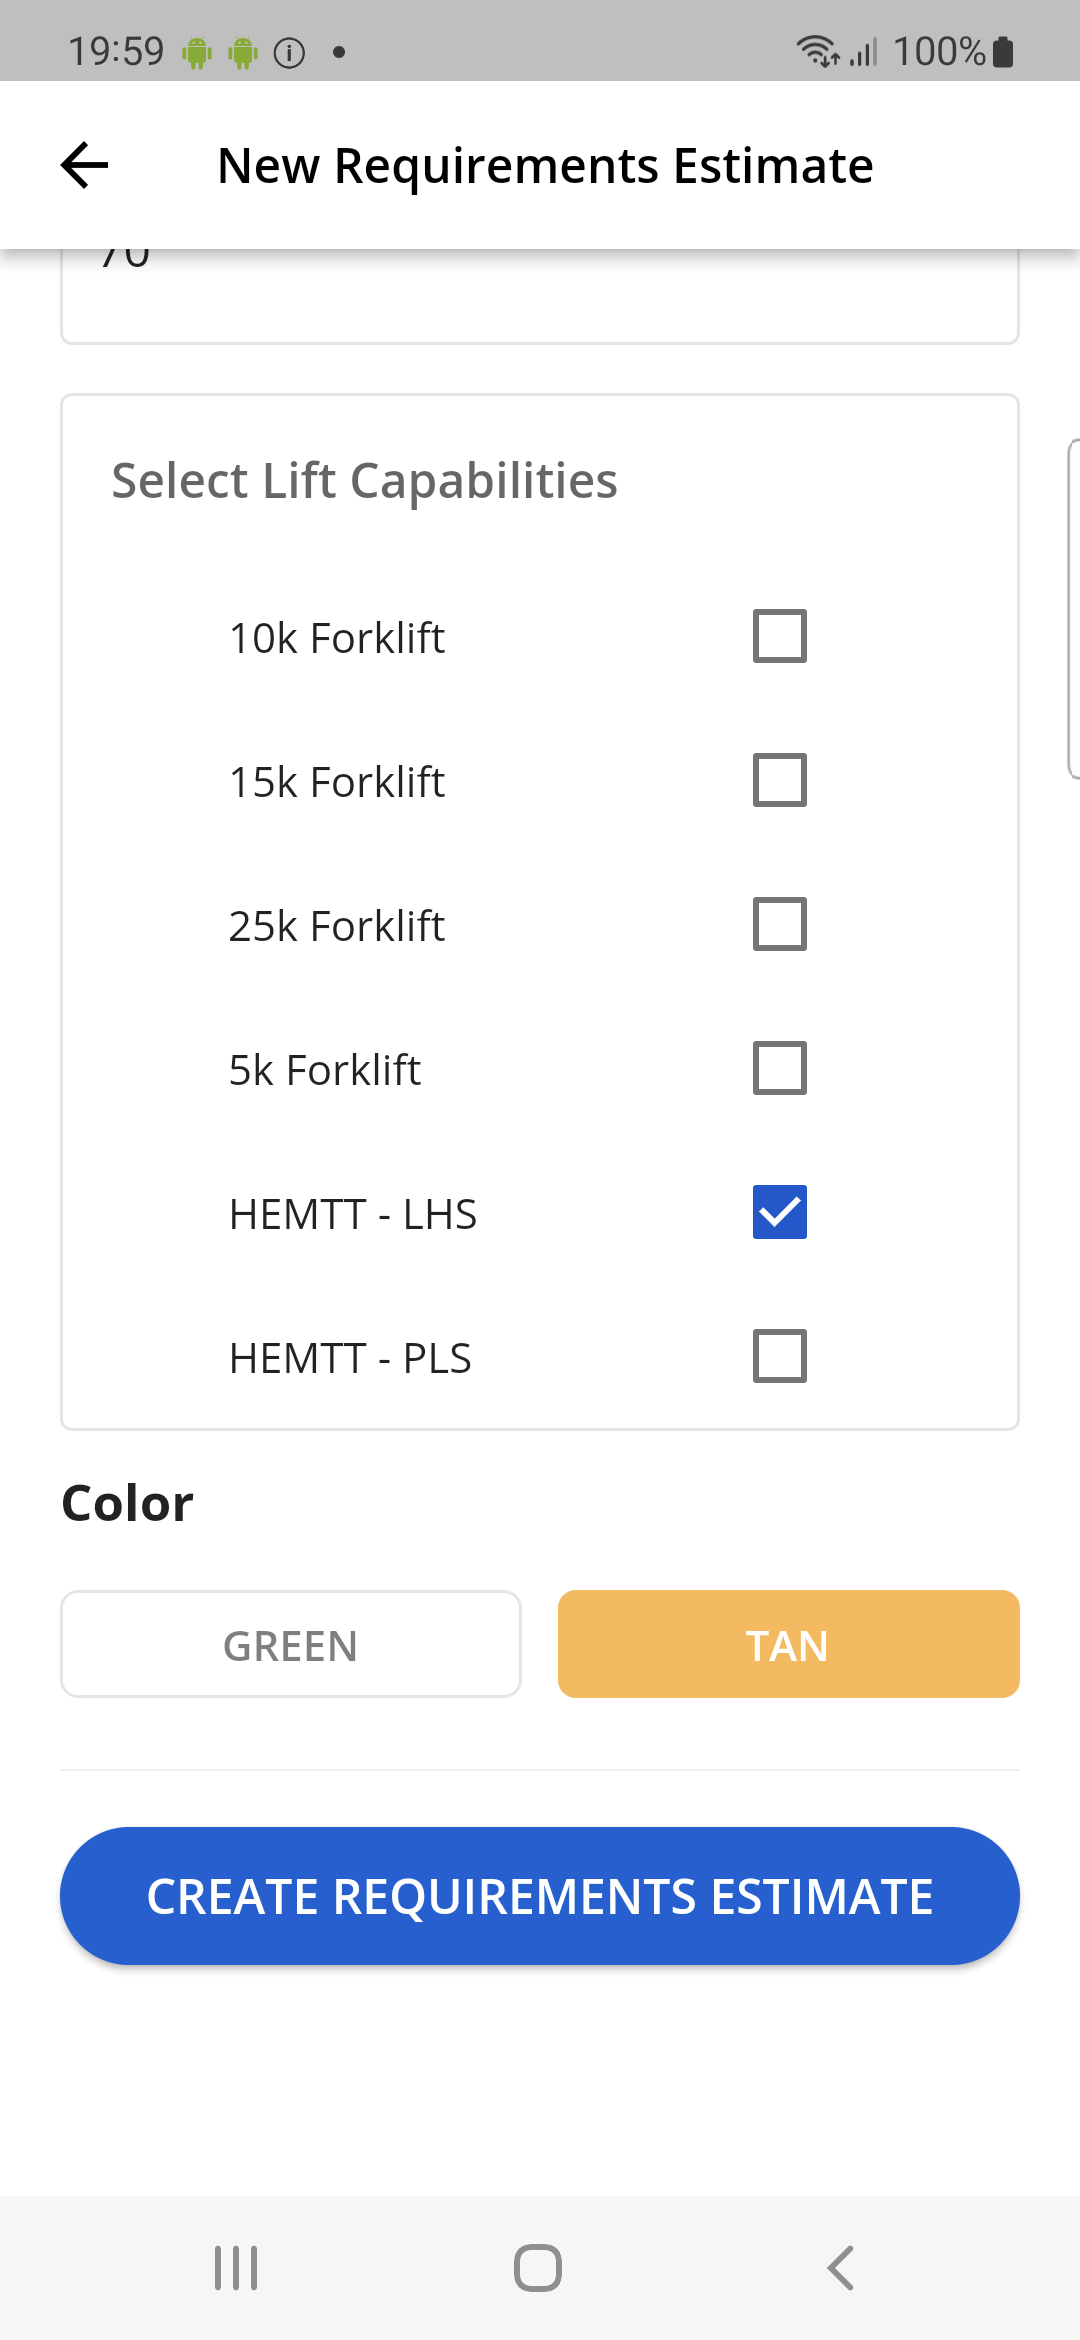 19:59 100%
New Requirements Estimate
70
Select Lift Capabilities
10k Forklift
15k Forklift
25k Forklift
5k Forklift
HEMTT - LHS
HEMTT - PLS
Color
GREEN TAN
CREATE REQUIREMENTS ESTIMATE